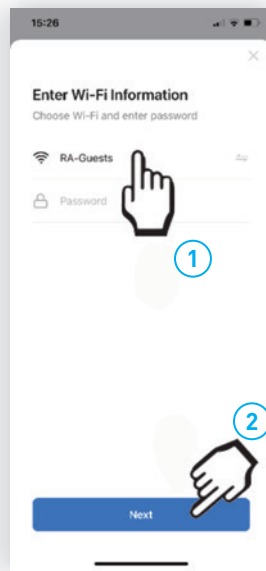 15:26
Enter Wi-Fi Information
Choose Wi-Fi and enter password
RA-Guests
Password
1
2
Next